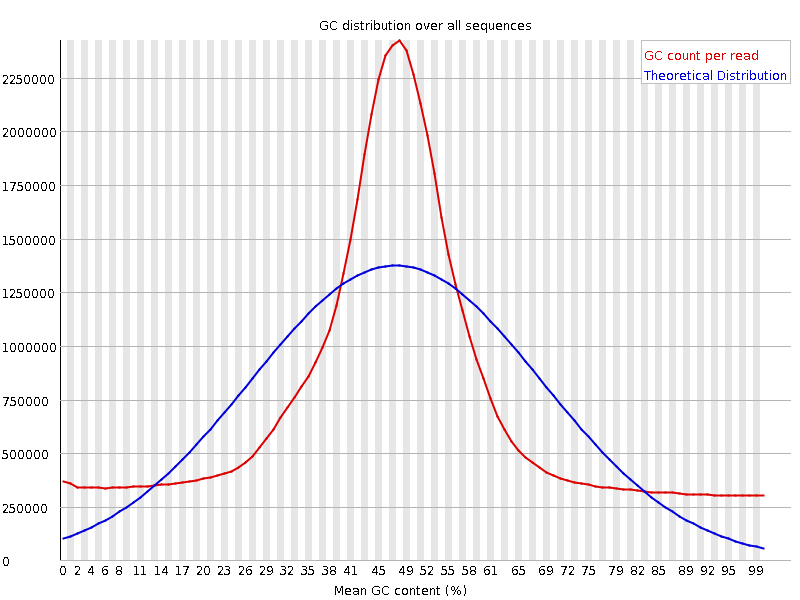 GC distribution over all sequences
GC count per read
Theoretical Distribution
2250000
2000000
1750000
1500000
1250000
1000000
750000
500000
250000
0
0 2 4 6 8 11 14 17 20 23 26 29 32 35 38 41 45 49 52 55 58 61 65 69 72 75 79 82 85 89 92 95 99
Mean GC content (%)